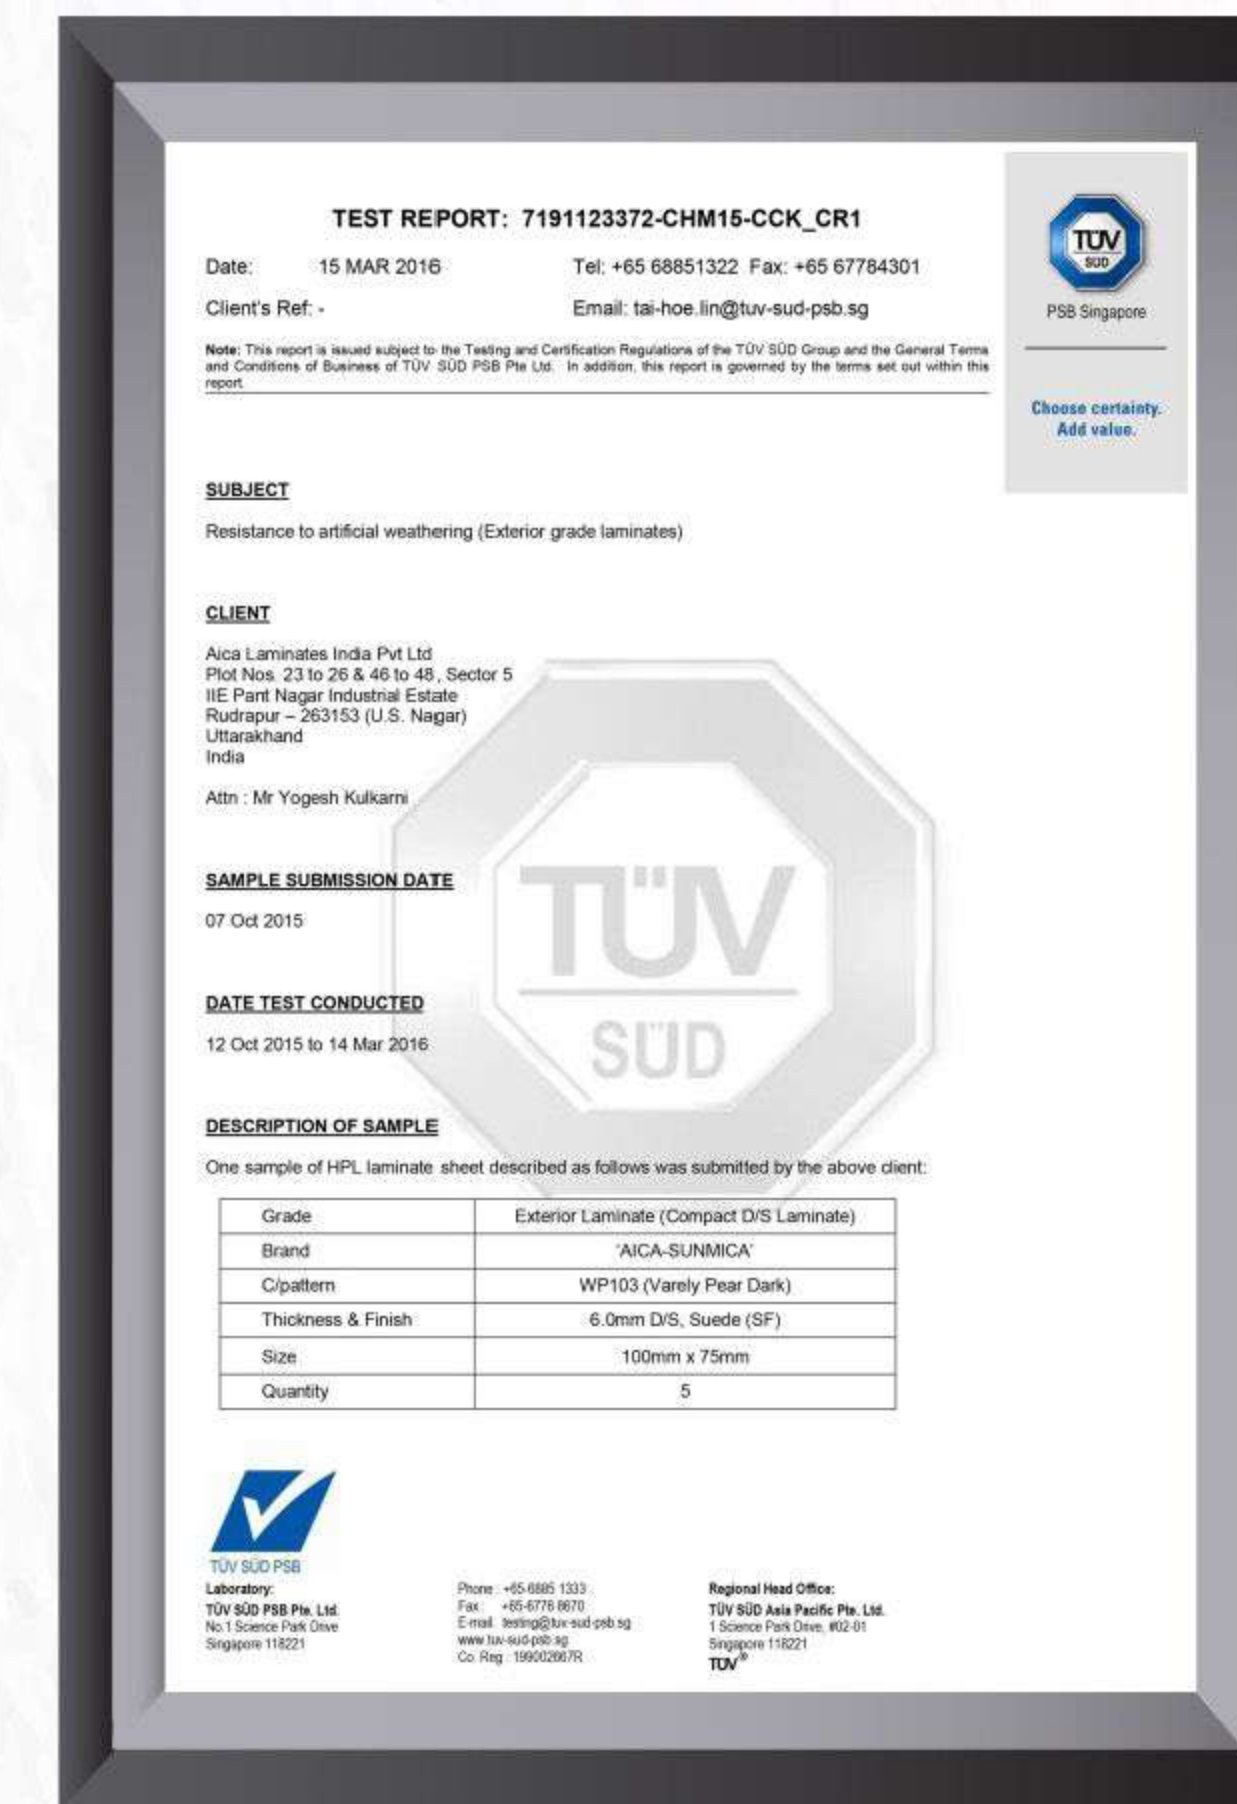 TEST REPORT: 7191123372-CHM15-CCK_CR1
Date: 15 MAR 2016 Tel: +65 68851322 Fax: +65 67784301
Client's Ref: - Email: tai-hoe.lin@tuv-sud-psb.sg
Note: This report is issued subject to the Testing and Certification Regulations of the TÜV SÜD Group and the General Terms
and Conditions of Business of TÜV SÜD PSB Pte Ltd. In addition, this report is governed by the terms set out within this
report.
TÜV
SÜD
PSB Singapore
Choose certainty.
Add value.
SUBJECT
Resistance to artificial weathering (Exterior grade laminates)
CLIENT
Aica Laminates India Pvt Ltd
Plot Nos. 23 to 26 & 46 to 48, Sector 5
IIE Pant Nagar Industrial Estate
Rudrapur – 263153 (U.S. Nagar)
Uttarakhand
India
Attn : Mr Yogesh Kulkarni
SAMPLE SUBMISSION DATE
07 Oct 2015
DATE TEST CONDUCTED
12 Oct 2015 to 14 Mar 2016
TÜV
SÜD
DESCRIPTION OF SAMPLE
One sample of HPL laminate sheet described as follows was submitted by the above client:
Grade Exterior Laminate (Compact D/S Laminate)
Brand 'AICA-SUNMICA'
C/pattern WP103 (Varely Pear Dark)
Thickness & Finish 6.0mm D/S, Suede (SF)
Size 100mm x 75mm
Quantity 5
TÜV SÜD PSB
Laboratory:
TÜV SÜD PSB Pte. Ltd.
No.1 Science Park Drive
Singapore 118221
Phone : +65-6885 1333
Fax : +65-6776 8670
E-mail: testing@tuv-sud-psb.sg
www.tuv-sud-psb.sg
Co. Reg : 199002667R
Regional Head Office:
TÜV SÜD Asia Pacific Pte. Ltd.
1 Science Park Drive, #02-01
Singapore 118221
TÜV®